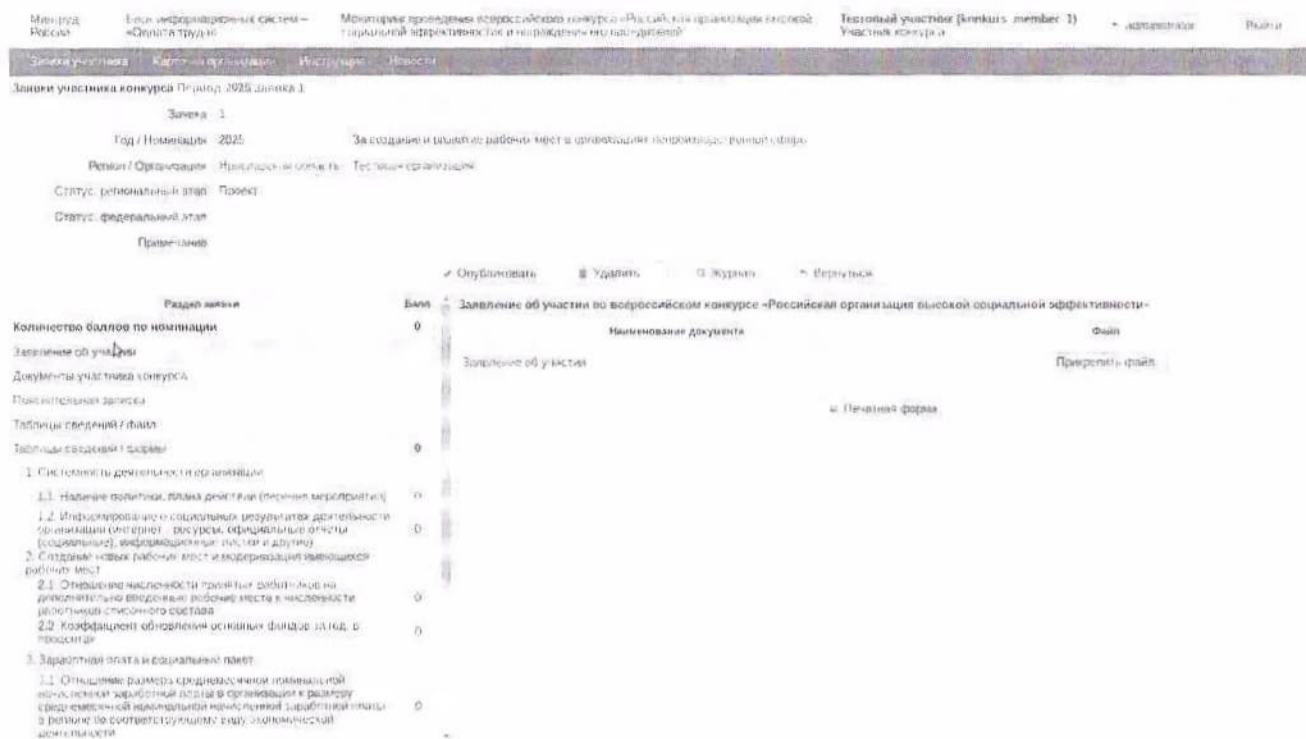 Минтруд России
Блок информационных систем – «Оплата труда»
Мониторинг проведения всероссийского конкурса «Российская организация высокой социальной эффективности» и награждения его победителей
Тестовый участник (konkurs_member_1)
Участник конкурса
administrator
Выйти
Заявки участника Карточка организации Инструкции Новости
Заявки участника конкурса Период 2025 Заявка 1
Заявка 1
Год / Номинация 2025 За создание и развитие рабочих мест в организациях непроизводственной сферы
Регион / Организация Тестовая организация
Статус: региональный этап Проект
Статус: федеральный этап
Примечание
Опубликовать Удалить Журнал Вернуться
Раздел заявки Балл
Заявление об участии во всероссийском конкурсе «Российская организация высокой социальной эффективности»
Количество баллов по номинации 0
Наименование документа Файл
Заявление об участии
Заявление об участии Прикрепить файл
Документы участника конкурса
Пояснительная записка
Печатная форма
Таблицы сведений / файл
Таблицы сведений / формы 0
1. Системность деятельности организации
1.1. Наличие политики, плана действий (перечня мероприятий) 0
1.2. Информирование о социальных результатах деятельности
организации (интернет - ресурсы, официальные отчеты 0
(социальные), информационные листки и другие)
2. Создание новых рабочих мест и модернизация имеющихся
рабочих мест
2.1. Отношение численности принятых работников на
дополнительно введенные рабочие места к численности 0
работников списочного состава
2.2. Коэффициент обновления основных фондов за год, в
процентах 0
3. Заработная плата и социальный пакет
3.1. Отношение размера среднемесячной номинальной
начисленной заработной платы в организации к размеру
среднемесячной номинальной начисленной заработной платы 0
в регионе по соответствующему виду экономической
деятельности